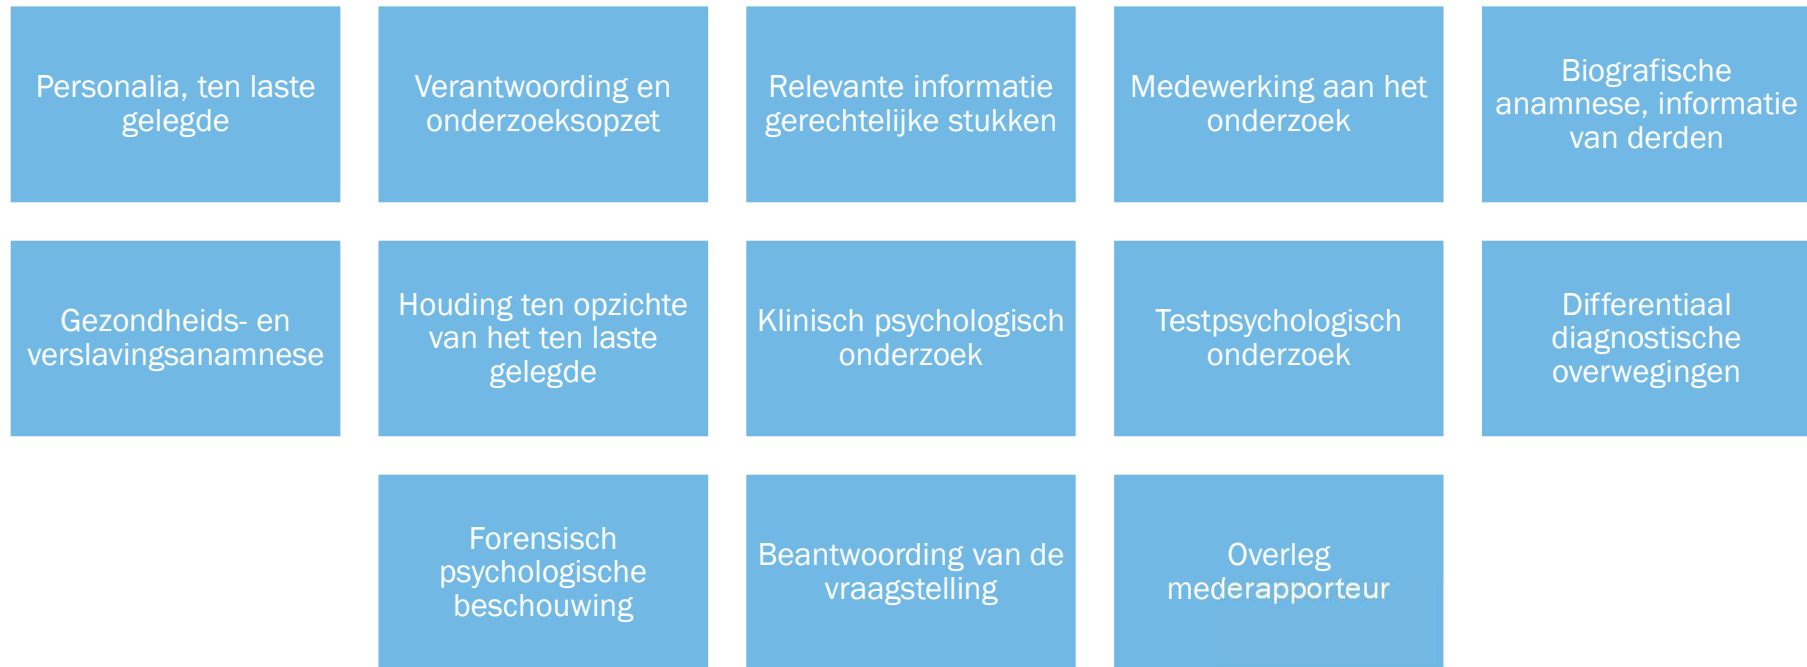 Personalia, ten laste
gelegde
Verantwoording en
onderzoeksopzet
Relevante informatie
gerechtelijke stukken
Medewerking aan het
onderzoek
Biografische
anamnese, informatie
van derden
Gezondheids- en
verslavingsanamnese
Houding ten opzichte
van het ten laste
gelegde
Klinisch psychologisch
onderzoek
Testpsychologisch
onderzoek
Differentiaal
diagnostische
overwegingen
Forensisch
psychologische
beschouwing
Beantwoording van de
vraagstelling
Overleg
mederapporteur